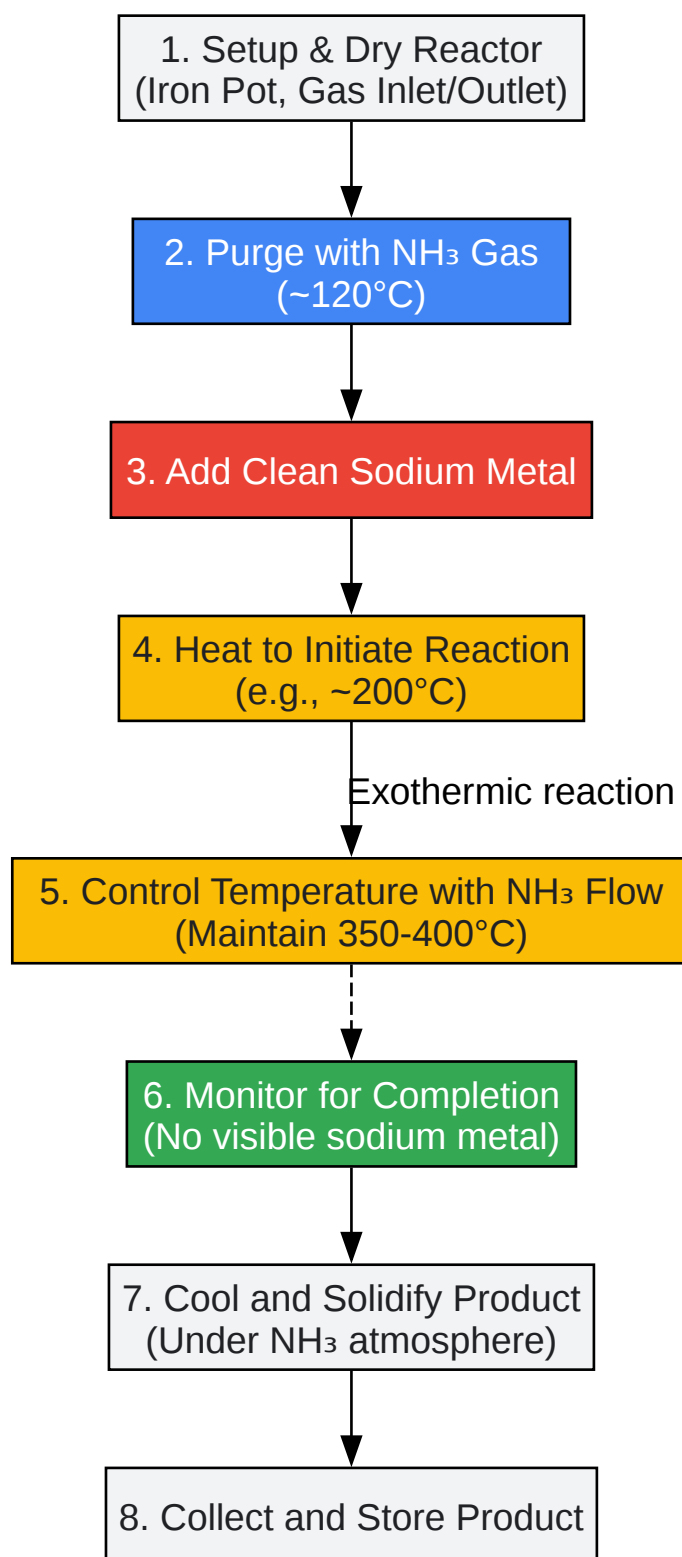 1. Setup & Dry Reactor
(Iron Pot, Gas Inlet/Outlet)
2. Purge with NH₃ Gas
(~120°C)
3. Add Clean Sodium Metal
4. Heat to Initiate Reaction
(e.g., ~200°C)
Exothermic reaction
5. Control Temperature with NH₃ Flow
(Maintain 350-400°C)
6. Monitor for Completion
(No visible sodium metal)
7. Cool and Solidify Product
(Under NH₃ atmosphere)
8. Collect and Store Product